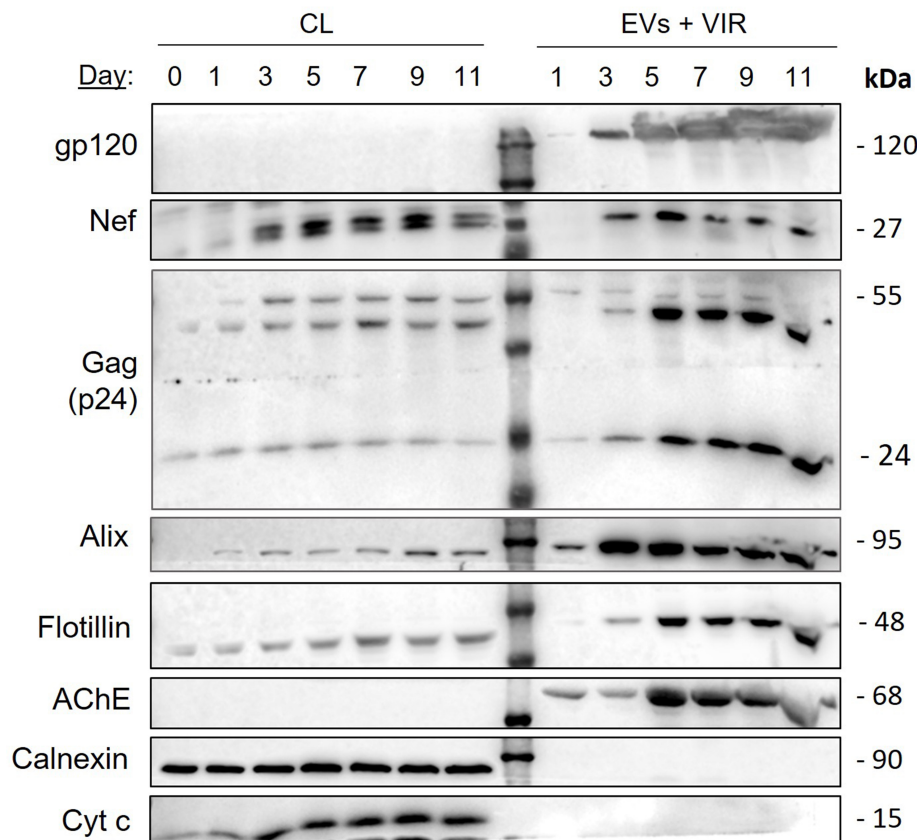 CL EVs + VIR
Day: 0 1 3 5 7 9 11 1 3 5 7 9 11 kDa
gp120 - 120
Nef - 27
- 55
Gag
(p24)
- 24
Alix - 95
Flotillin - 48
AChE - 68
Calnexin - 90
Cyt c - 15